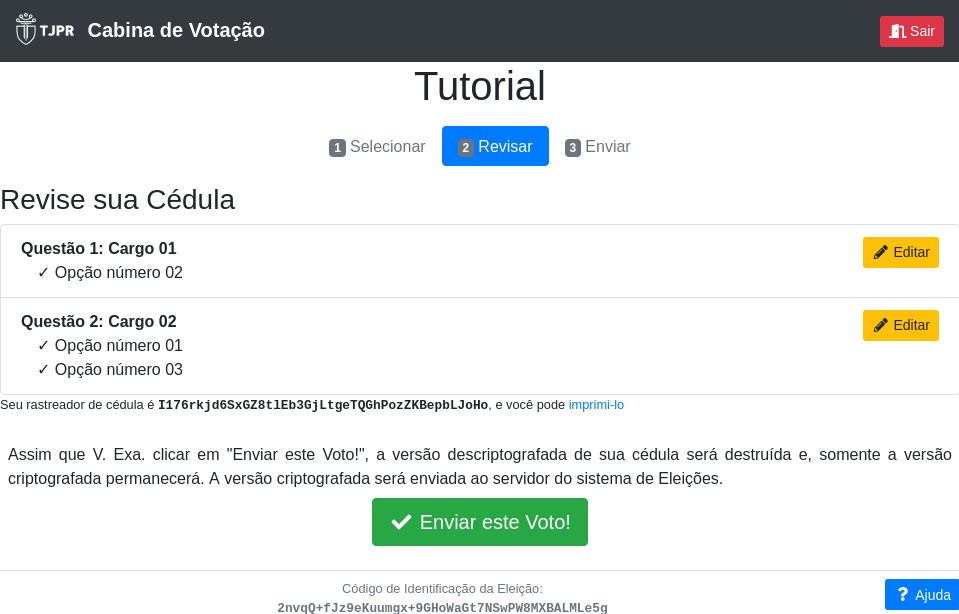 TJPR Cabina de Votação
Sair
Tutorial
1 Selecionar 2 Revisar 3 Enviar
Revise sua Cédula
Questão 1: Cargo 01
Editar
✓ Opção número 02
Questão 2: Cargo 02
Editar
✓ Opção número 01
✓ Opção número 03
Seu rastreador de cédula é I176rkjd6SxGZ8tlEb3GjLtgeTQGhPozZKBepbLJoHo, e você pode imprimi-lo
Assim que V. Exa. clicar em "Enviar este Voto!", a versão descriptografada de sua cédula será destruída e, somente a versão
criptografada permanecerá. A versão criptografada será enviada ao servidor do sistema de Eleições.
Enviar este Voto!
Código de Identificação da Eleição:
? Ajuda
2nvqQ+fJz9eKuumgx+9GHoWaGt7NSwPW8MXBALMLe5g